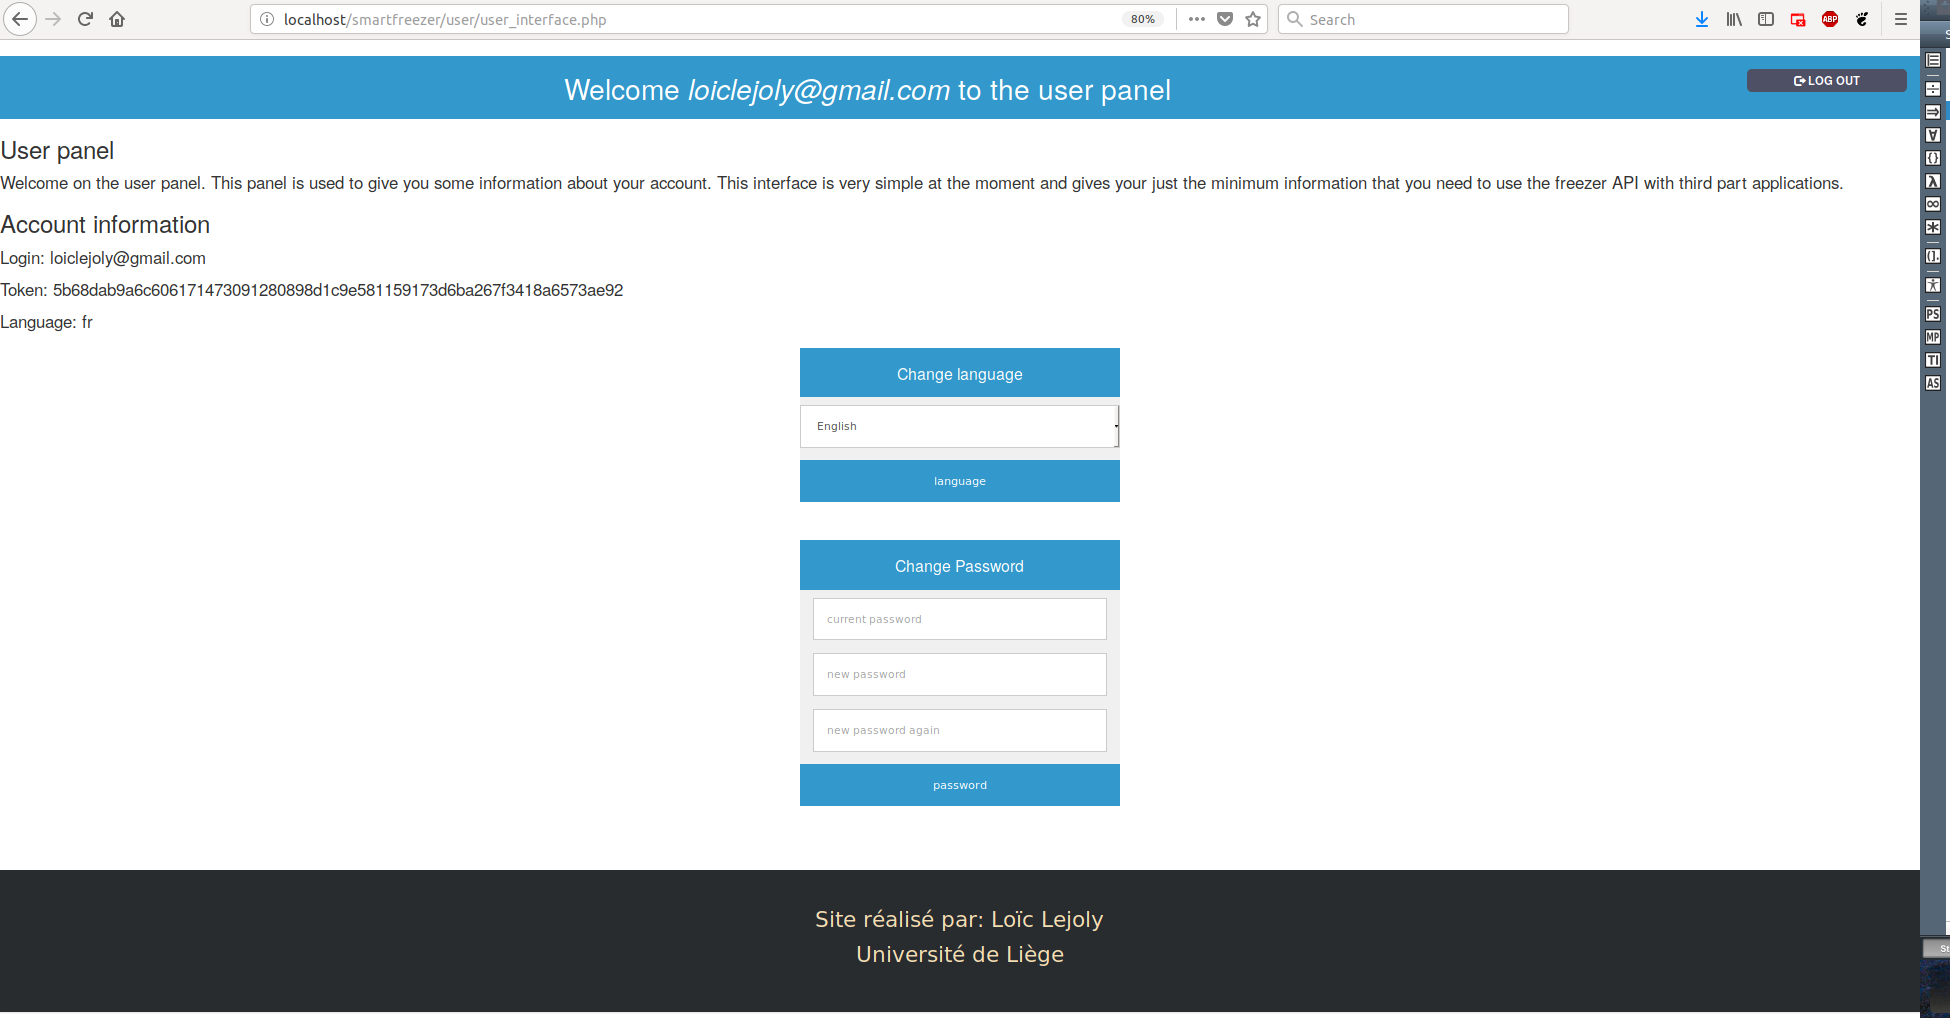 localhost/smartfreezer/user/user_interface.php
80%
Search
ABP
Welcome loiclejoly@gmail.com to the user panel
LOG OUT
User panel
Welcome on the user panel. This panel is used to give you some information about your account. This interface is very simple at the moment and gives your just the minimum information that you need to use the freezer API with third part applications.
Account information
Login: loiclejoly@gmail.com
Token: 5b68dab9a6c606171473091280898d1c9e581159173d6ba267f3418a6573ae92
Language: fr
Change language
English
language
Change Password
current password
new password
new password again
password
Site réalisé par: Loïc Lejoly
Université de Liège
PS
MP
TI
AS